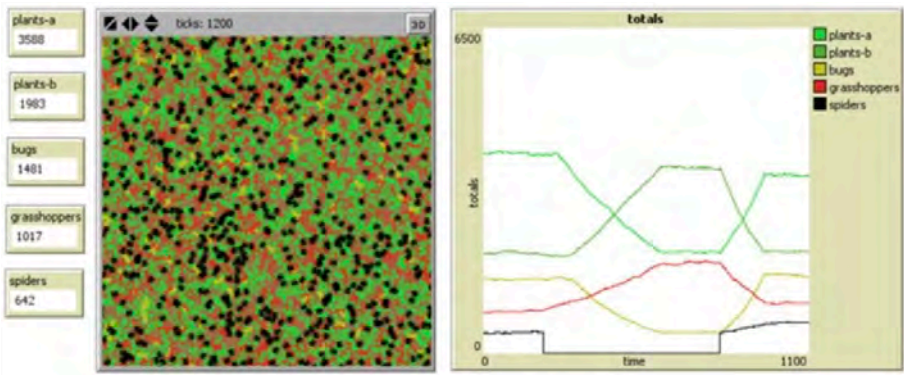 plants-a
3588
plants-b
1983
bugs
1481
grasshoppers
1017
spiders
642
ticks: 1200
3D
totals
6500
totals
0
0
time
1100
plants-a
plants-b
bugs
grasshoppers
spiders